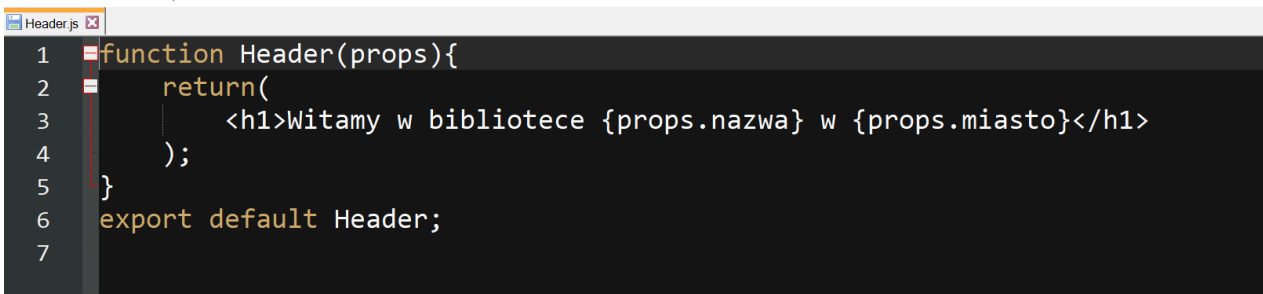 Header.js
1 function Header(props){
2     return(
3         <h1>Witamy w bibliotece {props.nazwa} w {props.miasto}</h1>
4     );
5 }
6 export default Header;
7